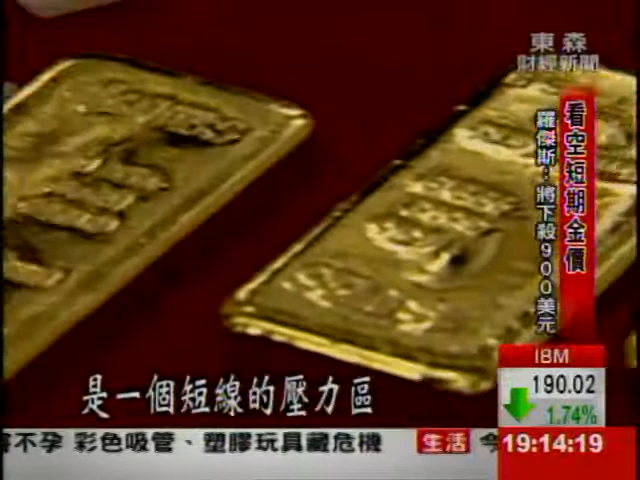 東森
財經新聞
看空短期金價
羅傑斯:將下殺900美元
IBM
190.02
1.74%
是一個短線的壓力區
不孕 彩色吸管、塑膠玩具藏危機
生活
19:14:19